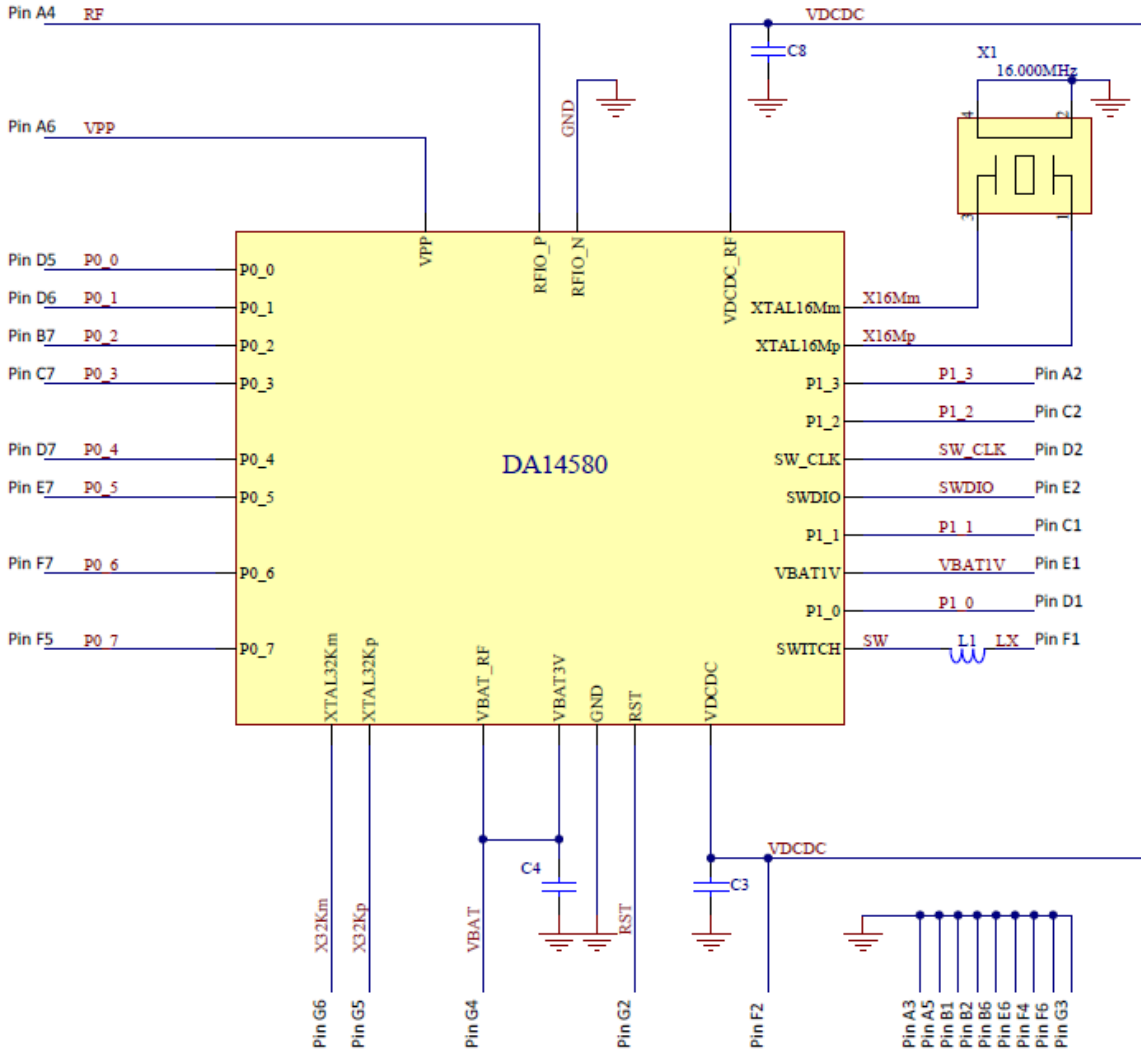 Pin A4 RF
VDCDC
C8
X1
16.000MHz
GND
Pin A6 VPP
4 2
3 1
VPP RFIO_P RFIO_N VDCDC_RF
Pin D5 P0_0 P0_0
Pin D6 P0_1 P0_1 XTAL16Mm X16Mm
Pin B7 P0_2 P0_2 XTAL16Mp X16Mp
Pin C7 P0_3 P0_3 P1_3 P1_3 Pin A2
P1_2 P1_2 Pin C2
Pin D7 P0_4 P0_4 DA14580 SW_CLK SW_CLK Pin D2
Pin E7 P0_5 P0_5 SWDIO SWDIO Pin E2
P1_1 P1_1 Pin C1
Pin F7 P0_6 P0_6 VBAT1V VBAT1V Pin E1
P1_0 P1_0 Pin D1
Pin F5 P0_7 P0_7 SWITCH SW L1 LX Pin F1
XTAL32Km XTAL32Kp VBAT_RF VBAT3V GND RST VDCDC
VDCDC
C4 C3
X32Km X32Kp VBAT RST
Pin G6 Pin G5 Pin G4 Pin G2 Pin F2
Pin A3 Pin A5 Pin B1 Pin B2 Pin B6 Pin E6 Pin F4 Pin F6 Pin G3